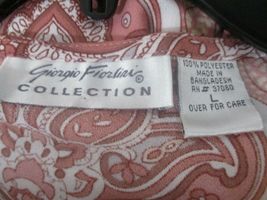 Giorgio Fiorlini®
COLLECTION
100% POLYESTER
MADE IN
BANGLADESH
RN# 37080
L
OVER FOR CARE